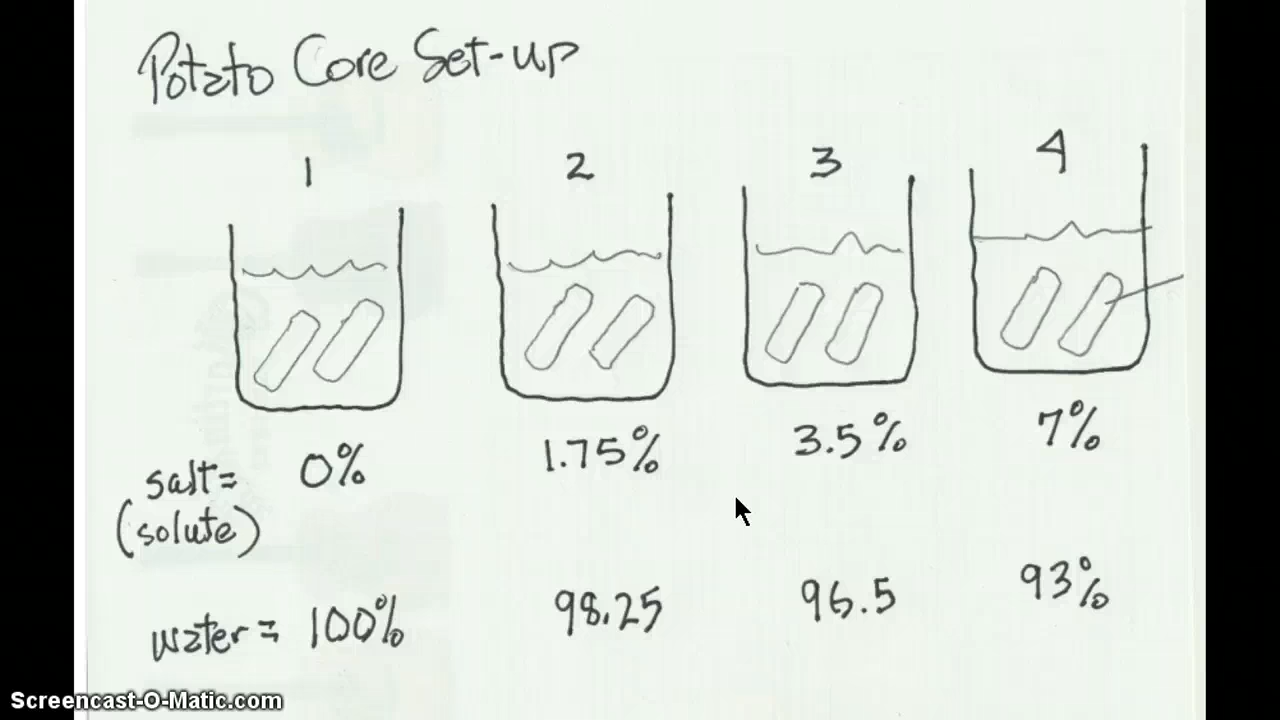 Potato Core Set-up
1 2 3 4
0% 1.75% 3.5% 7%
salt=
(solute)
water = 100% 98.25 96.5 93%
Screencast-O-Matic.com